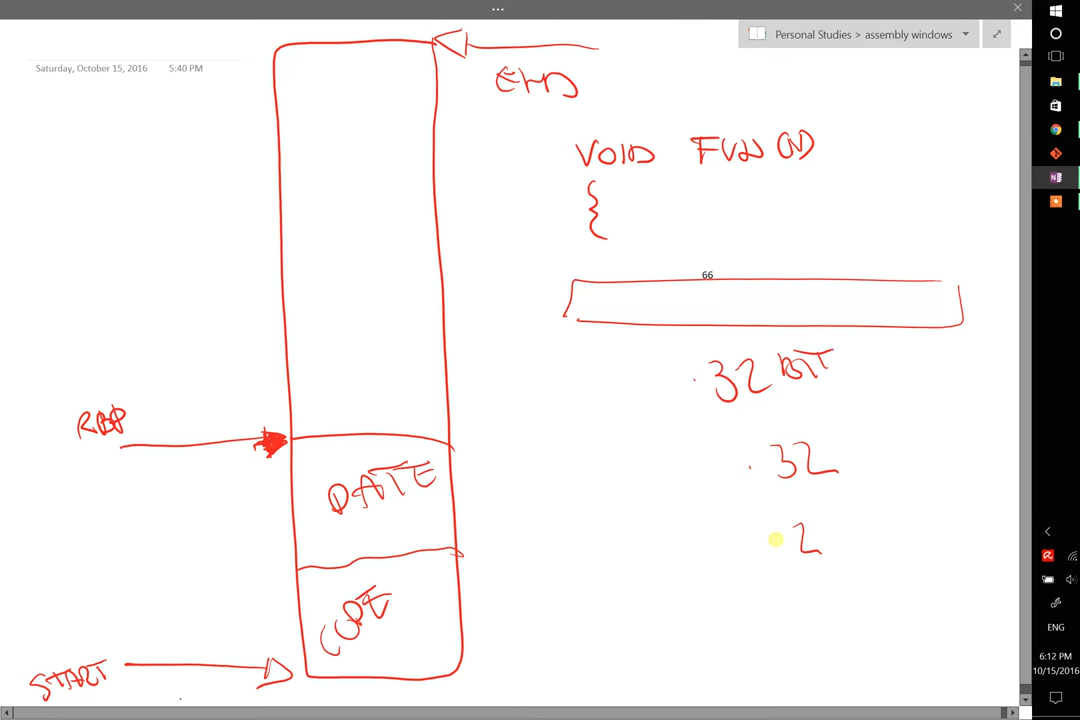 Personal Studies > assembly windows
Saturday, October 15, 2016 5:40 PM
END
VOID FUN()
{
66
.32 BIT
.32
2
RBP
DATE
CODE
START
ENG
6:12 PM
10/15/2016